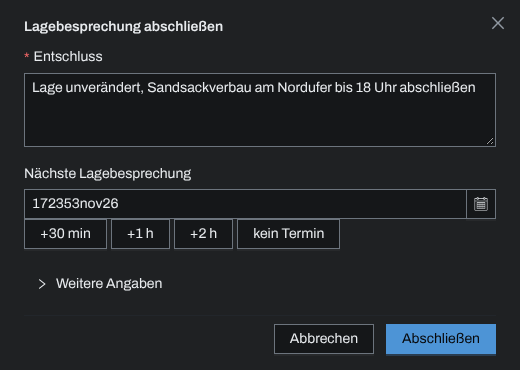 Lagebesprechung abschließen
* Entschluss
Lage unverändert, Sandsackverbau am Nordufer bis 18 Uhr abschließen
Nächste Lagebesprechung
172353nov26
+30 min
+1 h
+2 h
kein Termin
Weitere Angaben
Abbrechen
Abschließen